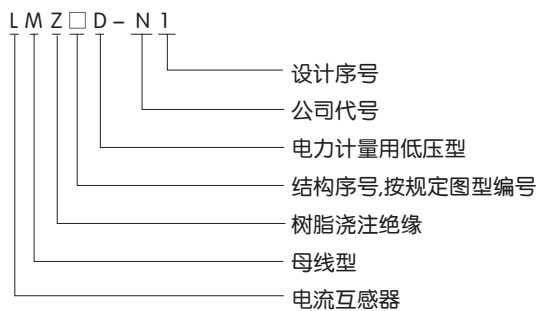 LMZ□D-N1
设计序号
公司代号
电力计量用低压型
结构序号,按规定图型编号
树脂浇注绝缘
母线型
电流互感器